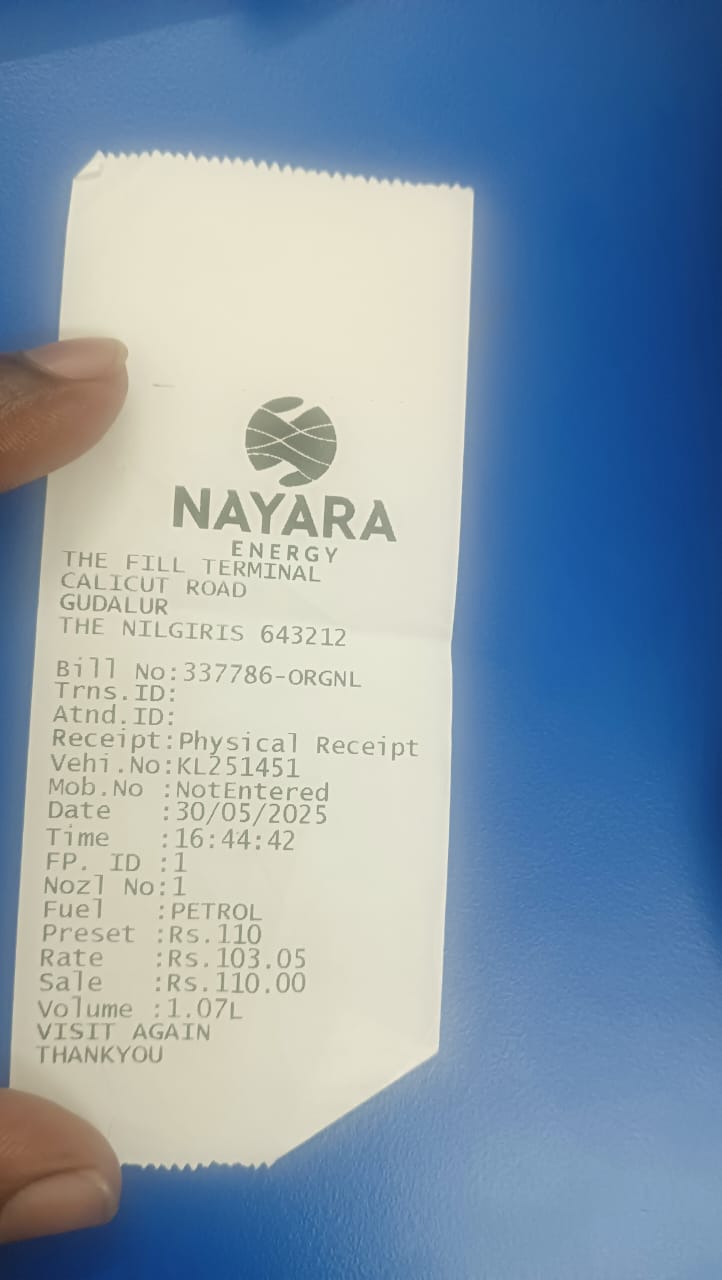 NAYARA
ENERGY
THE FILL TERMINAL
CALICUT ROAD
GUDALUR
THE NILGIRIS 643212
Bill No:337786-ORGNL
Trns.ID:
Atnd.ID:
Receipt:Physical Receipt
Vehi.No:KL251451
Mob.No :NotEntered
Date :30/05/2025
Time :16:44:42
FP. ID :1
Nozl No:1
Fuel :PETROL
Preset :Rs.110
Rate :Rs.103.05
Sale :Rs.110.00
Volume :1.07L
VISIT AGAIN
THANKYOU